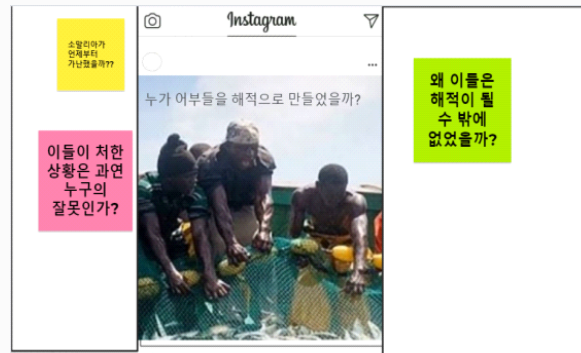 소말리아가
언제부터
가난했을까??
이들이 처한
상황은 과연
누구의
잘못인가?
Instagram
누가 어부들을 해적으로 만들었을까?
왜 이들은
해적이 될
수 밖에
없었을까?